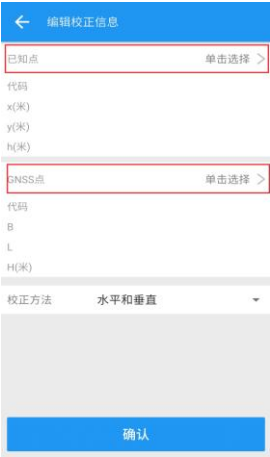 编辑校正信息
已知点 单击选择
代码
x(米)
y(米)
h(米)
GNSS点 单击选择
代码
B
L
H(米)
校正方法 水平和垂直
确认